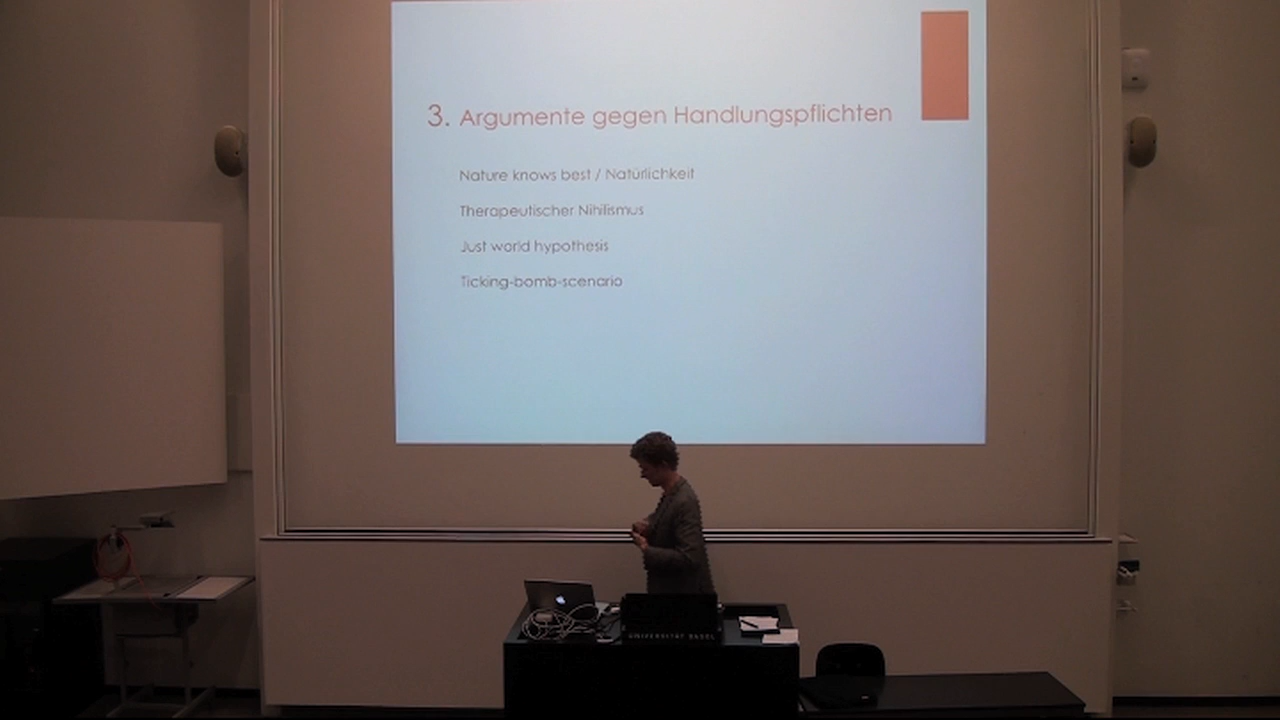 3. Argumente gegen Handlungspflichten
Nature knows best / Natürlichkeit
Therapeutischer Nihilismus
Just world hypothesis
Ticking-bomb-scenario
UNIVERSITÄT BASEL